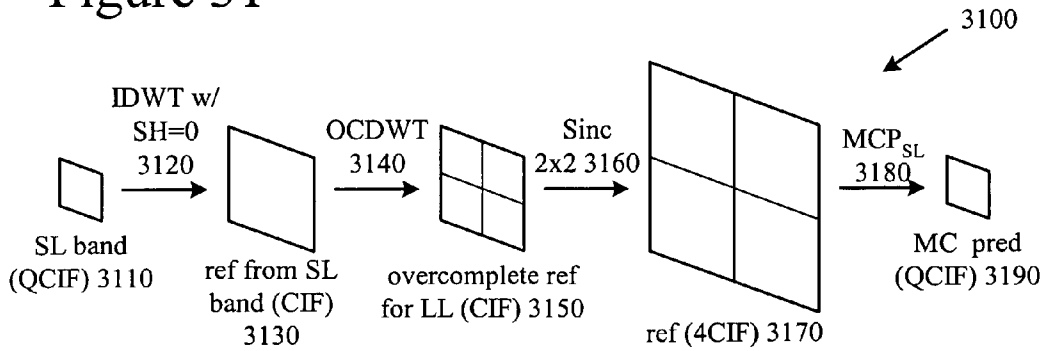 Figure 31
3100
IDWT w/
SH=0
3120
OCDWT
3140
Sinc
2x2 3160
MCP_SL
3180
SL band
(QCIF) 3110
ref from SL
band (CIF)
3130
overcomplete ref
for LL (CIF) 3150
ref (4CIF) 3170
MC pred
(QCIF) 3190